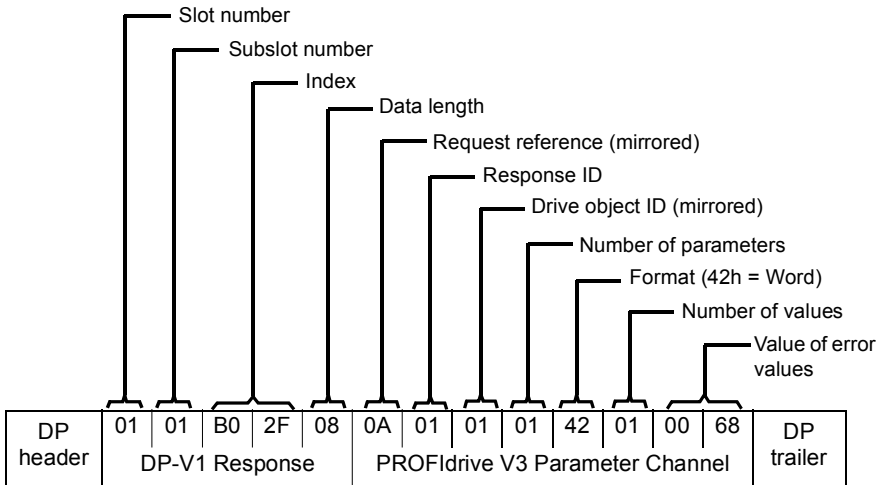 Slot number
Subslot number
Index
Data length
Request reference (mirrored)
Response ID
Drive object ID (mirrored)
Number of parameters
Format (42h = Word)
Number of values
Value of error
values
DP
header
01 01 B0 2F 08 0A 01 01 01 42 01 00 68
DP-V1 Response
PROFIdrive V3 Parameter Channel
DP
trailer